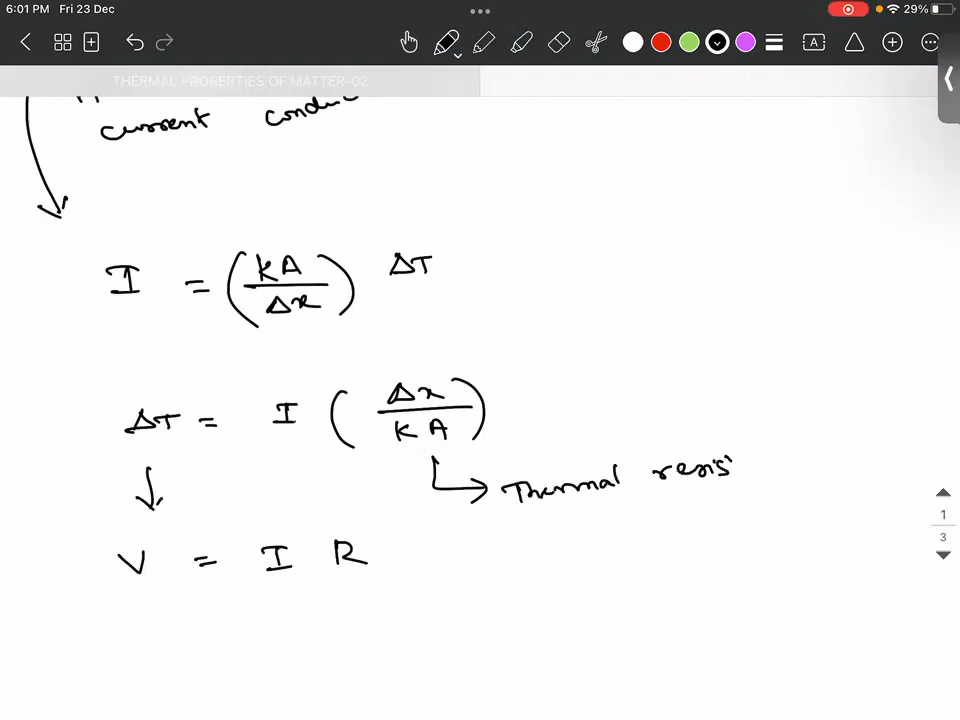 6:01 PM Fri 23 Dec
29%
A
THERMAL PROPERTIES OF MATTER-02
current
I = (kA/Δx) ΔT
ΔT = I (Δx/KA)
Thermal resis
V = I R
1
3